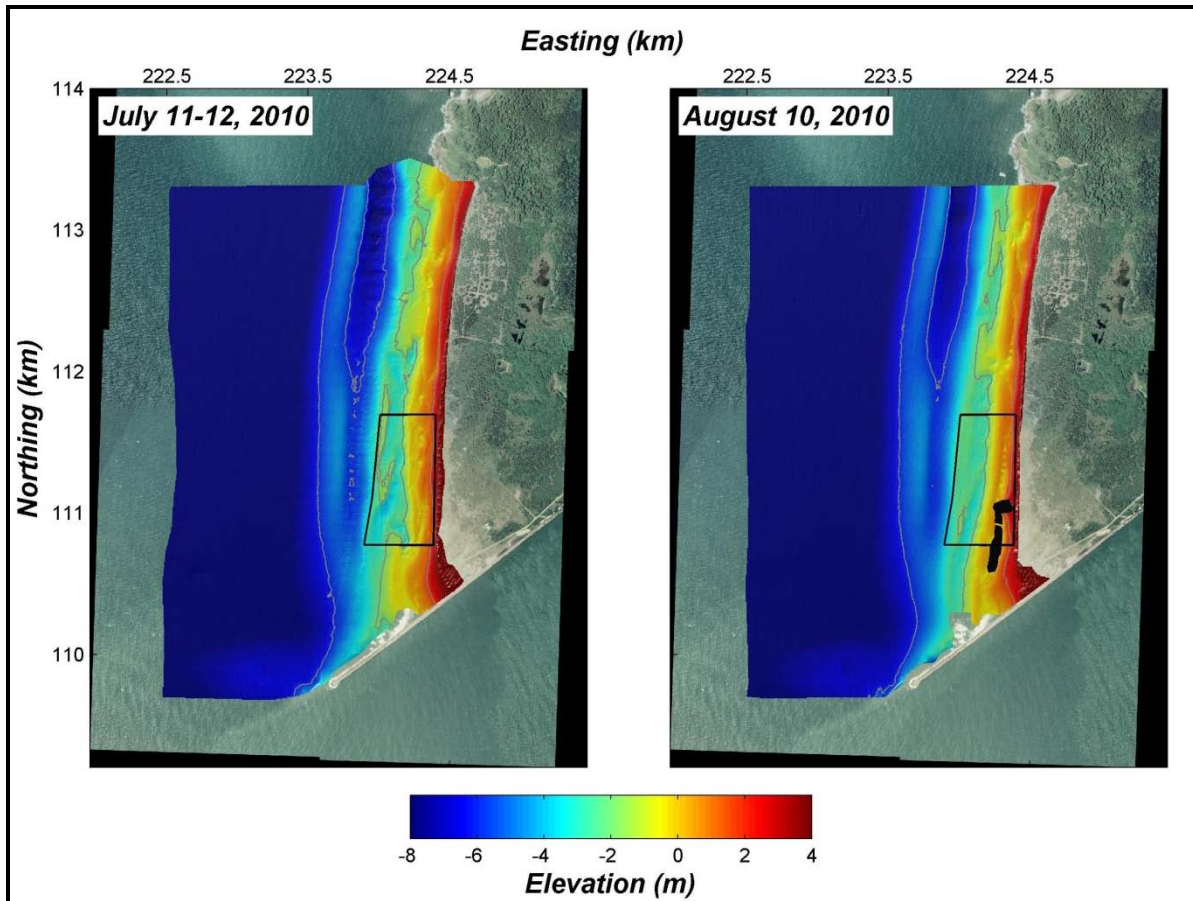 Easting (km)
222.5 223.5 224.5 222.5 223.5 224.5
114
July 11-12, 2010 August 10, 2010
113
Northing (km)
112
111
110
-8 -6 -4 -2 0 2 4
Elevation (m)